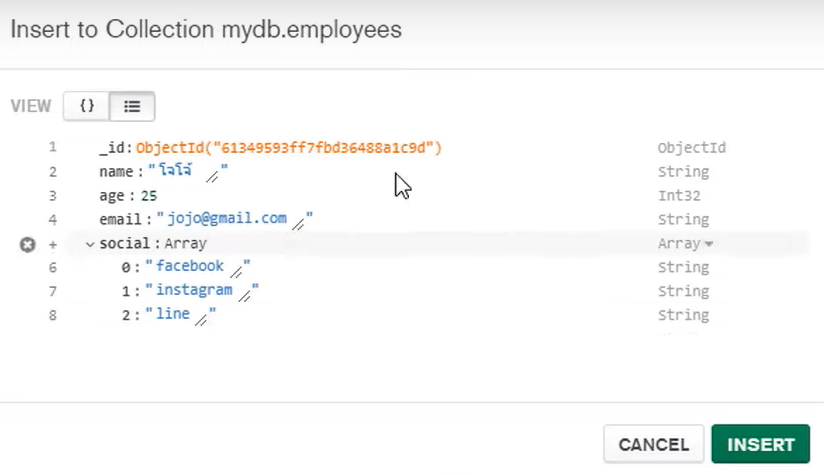 Insert to Collection mydb.employees
VIEW {}
1 _id: ObjectId("61349593ff7fbd36488a1c9d") ObjectId
2 name : "โจโจ้" String
3 age : 25 Int32
4 email : "jojo@gmail.com" String
+ social : Array Array
6 0 : "facebook" String
7 1 : "instagram" String
8 2 : "line" String
CANCEL INSERT